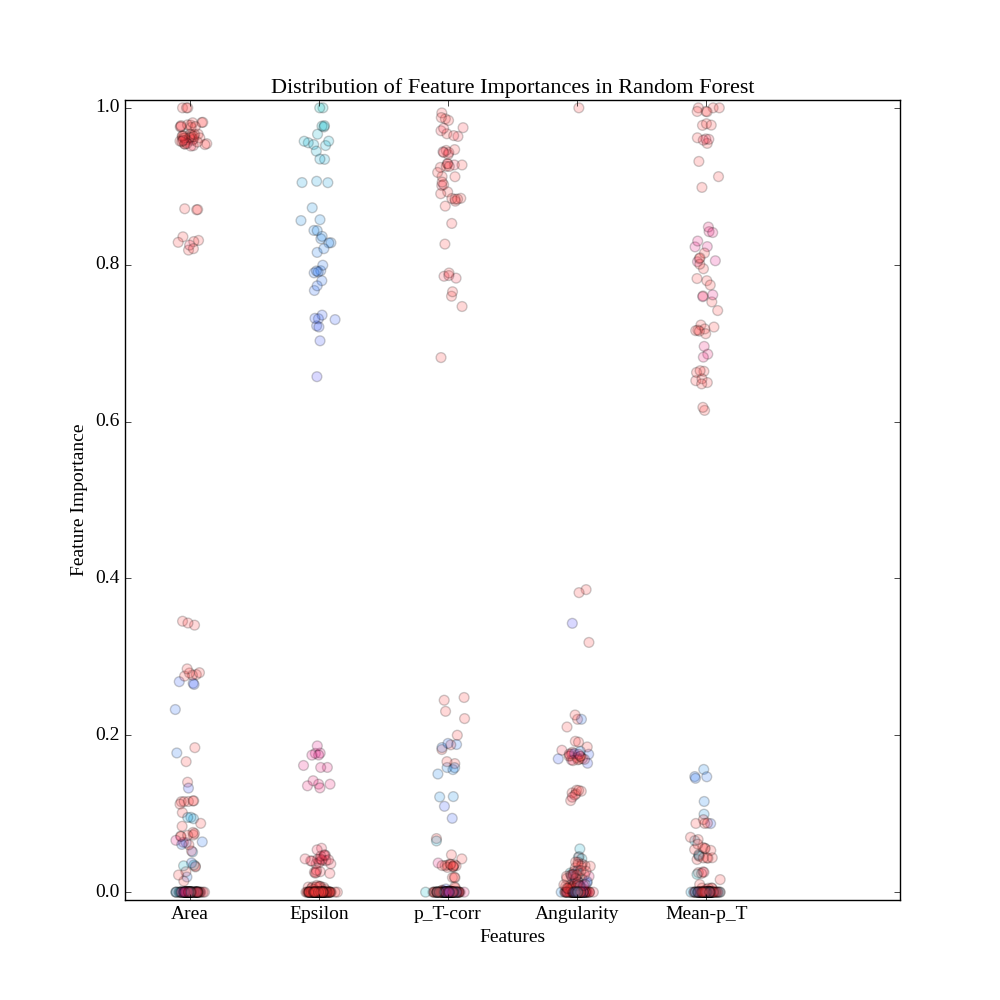 Distribution of Feature Importances in Random Forest
1.0
0.8
0.6
0.4
0.2
0.0
Feature Importance
Area Epsilon p_T-corr Angularity Mean-p_T
Features